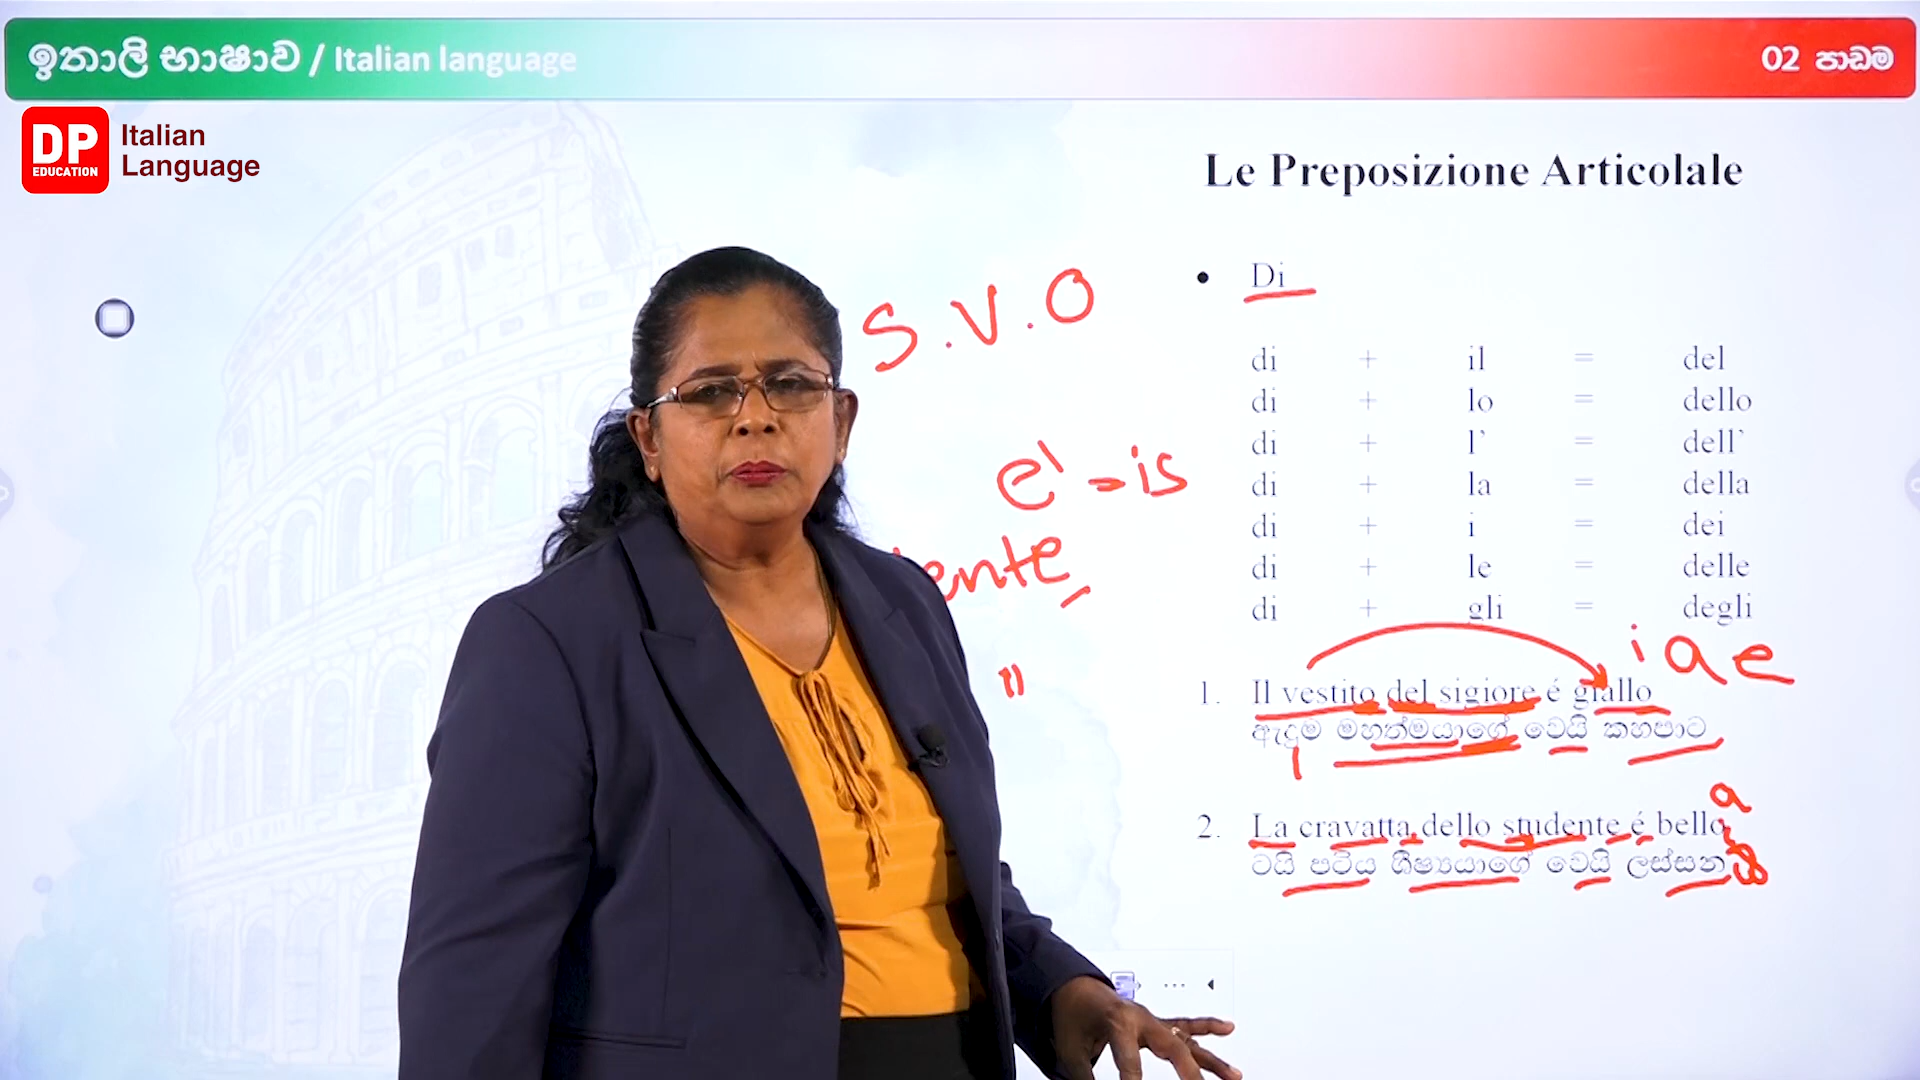 ඉතාලි භාෂාව / Italian language
02 පාඩම
DP
EDUCATION
Italian
Language
Le Preposizione Articolale
• Di
di + il = del
di + lo = dello
di + l` = dell`
di + la = della
di + i = dei
di + le = delle
di + gli = degli
1. Il vestito del sigiore é giallo
ඇඳුම මහත්මයාගේ වෙයි කහපාට
2. La cravatta dello studente é bello
ටයි පටිය ශිෂ්‍යයාගේ වෙයි ලස්සන
S.V.O
e' = is
ente
"
i a e
a